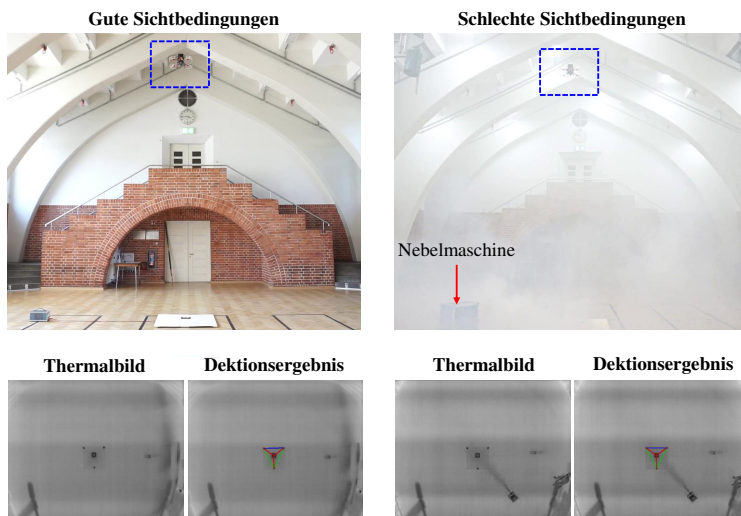 Gute Sichtbedingungen
Schlechte Sichtbedingungen
Nebelmaschine
Thermalbild
Dektionsergebnis
Thermalbild
Dektionsergebnis